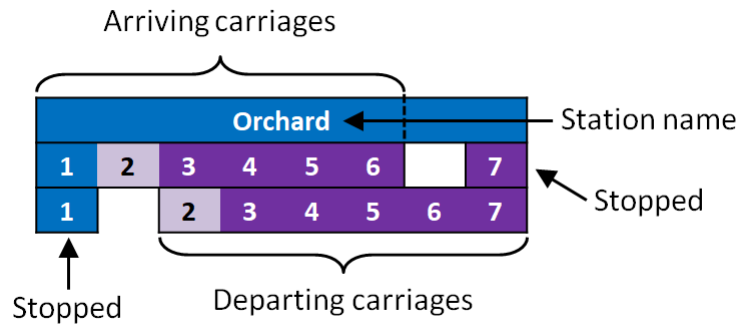 Arriving carriages
Orchard
Station name
1 2 3 4 5 6 7
Stopped
1 2 3 4 5 6 7
Stopped
Departing carriages